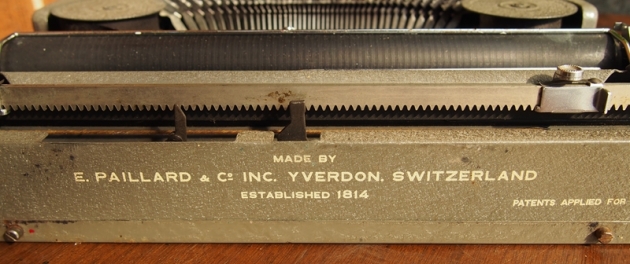 MADE BY
E. PAILLARD & Cº INC. YVERDON, SWITZERLAND
ESTABLISHED 1814
PATENTS APPLIED FOR